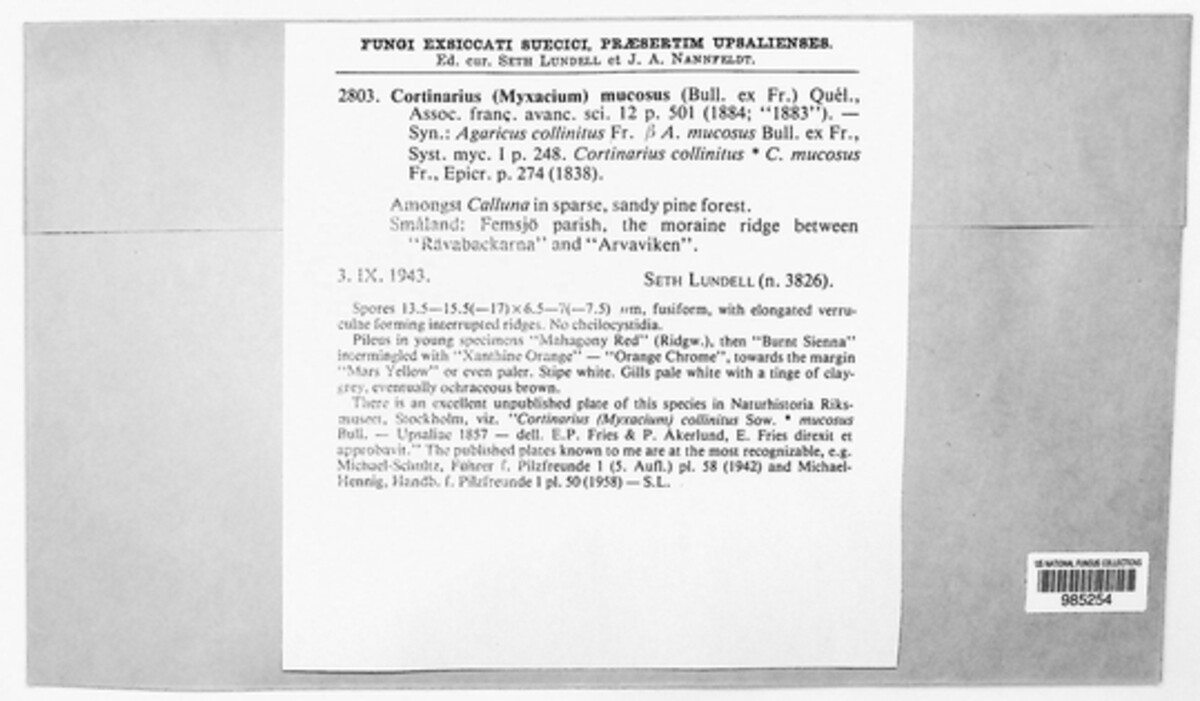 FUNGI EXSICCATI SUECICI, PRÆSERTIM UPSALIENSES.
Ed. cur. SETH LUNDELL et J. A. NANNFELDT.
2803. Cortinarius (Myxacium) mucosus (Bull. ex Fr.) Quél.,
Assoc. franç. avanc. sci. 12 p. 501 (1884; "1883"). —
Syn.: Agaricus collinitus Fr. β A. mucosus Bull. ex Fr.,
Syst. myc. I p. 248. Cortinarius collinitus * C. mucosus
Fr., Epicr. p. 274 (1838).
Amongst Calluna in sparse, sandy pine forest.
Småland: Femsjö parish, the moraine ridge between
"Råvabackarna" and "Arvaviken".
3. IX. 1943. SETH LUNDELL (n. 3826).
Spores 13.5—15.5(—17)×6.5—7(—7.5) µm, fusiform, with elongated verru-
culae forming interrupted ridges. No cheilocystidia.
Pileus in young specimens "Mahagony Red" (Ridgw.), then "Burnt Sienna"
intermingled with "Xanthine Orange" — "Orange Chrome", towards the margin
"Mars Yellow" or even paler. Stipe white. Gills pale white with a tinge of clay-
grey, eventually ochraceous brown.
There is an excellent unpublished plate of this species in Naturhistoria Riks-
museet, Stockholm, viz. "Cortinarius (Myxacium) collinitus Sow. * mucosus
Bull. — Upsaliae 1857 — dell. E.P. Fries & P. Åkerlund, E. Fries direxit et
approbavit." The published plates known to me are at the most recognizable, e.g.
Michael-Schultz, Führer f. Pilzfreunde 1 (5. Aufl.) pl. 58 (1942) and Michael-
Hennig, Handb. f. Pilzfreunde I pl. 50 (1958) — S.L.
US NATIONAL FUNGUS COLLECTIONS
985254